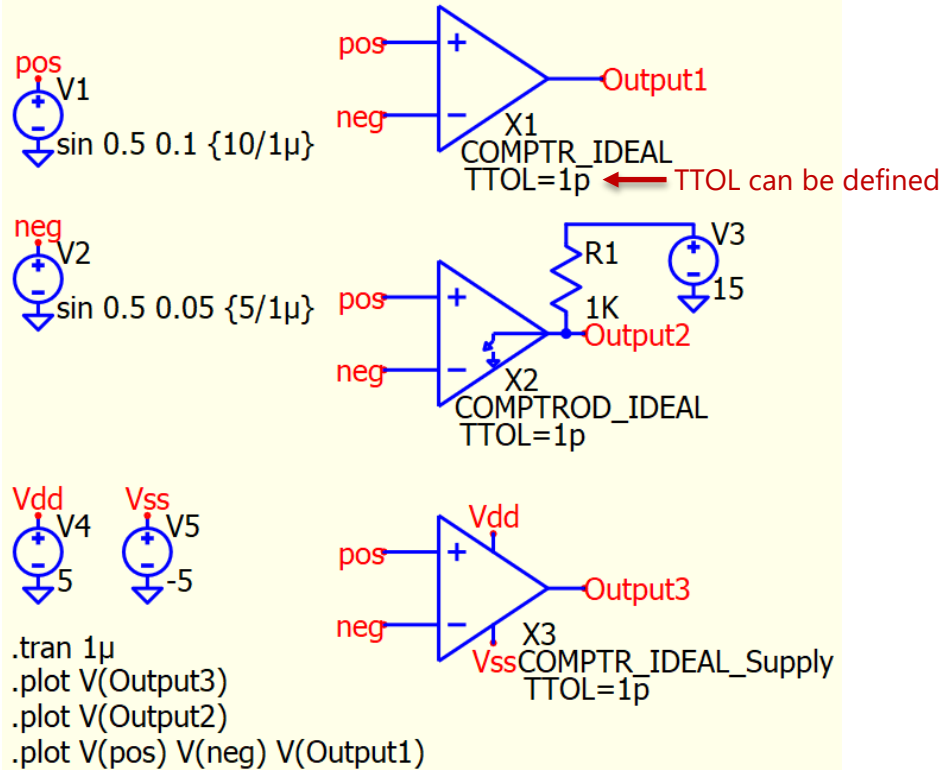 pos
V1
sin 0.5 0.1 {10/1µ}
pos
neg
Output1
X1
COMPTR_IDEAL
TTOL=1p
TTOL can be defined
neg
V2
sin 0.5 0.05 {5/1µ}
pos
neg
R1
1K
V3
15
Output2
X2
COMPTROD_IDEAL
TTOL=1p
Vdd
V4
5
Vss
V5
-5
pos
neg
Vdd
Output3
X3
Vss
COMPTR_IDEAL_Supply
TTOL=1p
.tran 1µ
.plot V(Output3)
.plot V(Output2)
.plot V(pos) V(neg) V(Output1)